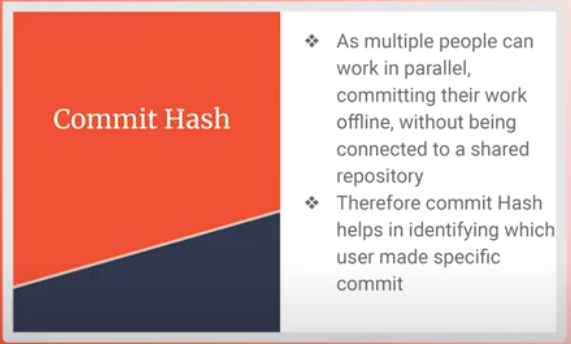 Commit Hash
❖ As multiple people can
work in parallel,
committing their work
offline, without being
connected to a shared
repository
❖ Therefore commit Hash
helps in identifying which
user made specific
commit